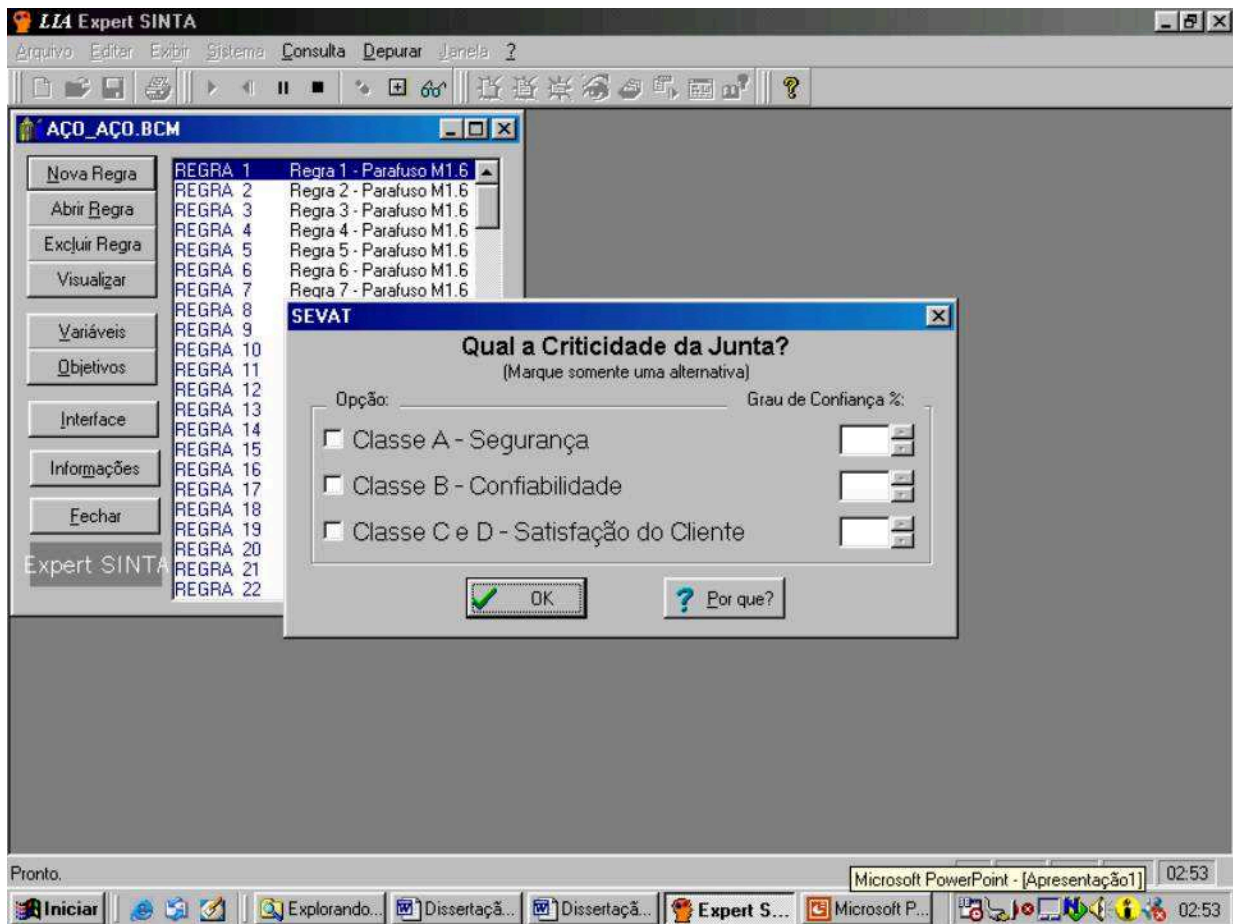 LIA Expert SINTA
Arquivo Editar Exibir Sistema Consulta Depurar Janela ?
AÇO_AÇO.BCM
Nova Regra
Abrir Regra
Excluir Regra
Visualizar
Variáveis
Objetivos
Interface
Informações
Fechar
Expert SINTA
REGRA 1 Regra 1 - Parafuso M1.6
REGRA 2 Regra 2 - Parafuso M1.6
REGRA 3 Regra 3 - Parafuso M1.6
REGRA 4 Regra 4 - Parafuso M1.6
REGRA 5 Regra 5 - Parafuso M1.6
REGRA 6 Regra 6 - Parafuso M1.6
REGRA 7 Regra 7 - Parafuso M1.6
REGRA 8
REGRA 9
REGRA 10
REGRA 11
REGRA 12
REGRA 13
REGRA 14
REGRA 15
REGRA 16
REGRA 17
REGRA 18
REGRA 19
REGRA 20
REGRA 21
REGRA 22
SEVAT
Qual a Criticidade da Junta?
(Marque somente uma alternativa)
Opção: Grau de Confiança %:
Classe A - Segurança
Classe B - Confiabilidade
Classe C e D - Satisfação do Cliente
OK
? Por que?
Pronto.
Microsoft PowerPoint - [Apresentação1]
02:53
Iniciar Explorando... Dissertaçã... Dissertaçã... Expert S... Microsoft P... 02:53